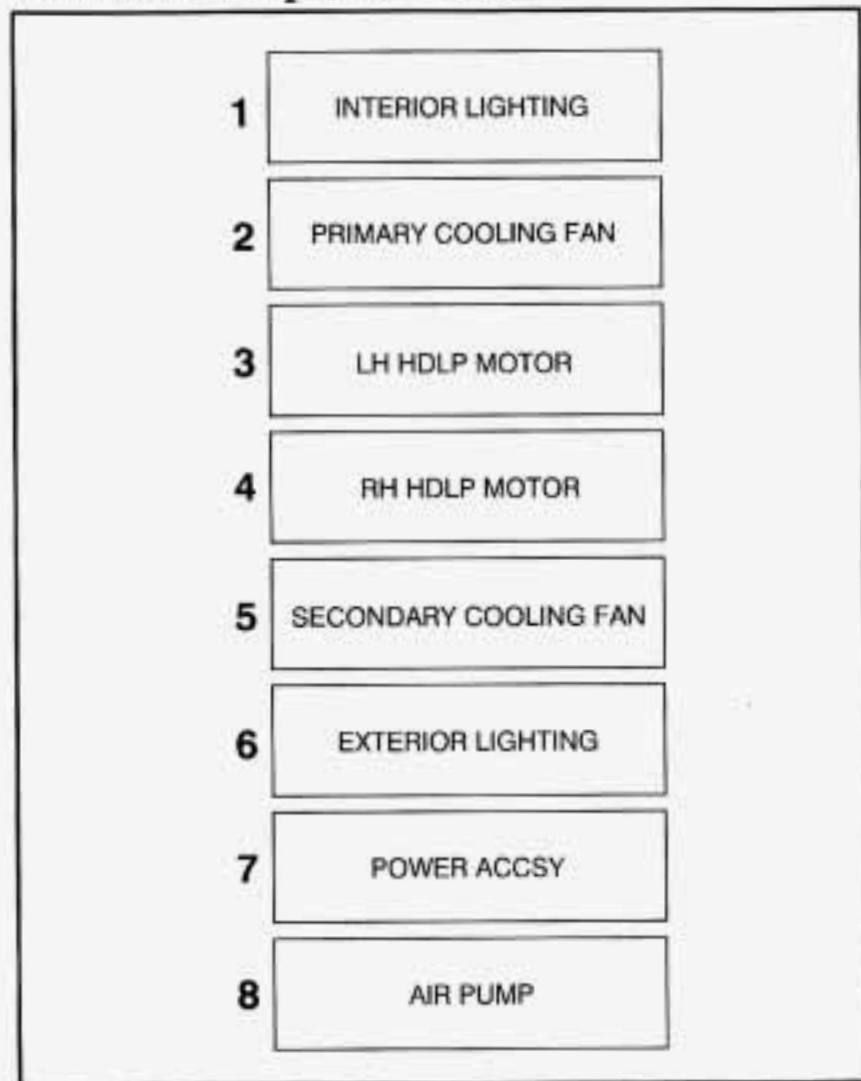 1 INTERIOR LIGHTING
2 PRIMARY COOLING FAN
3 LH HDLP MOTOR
4 RH HDLP MOTOR
5 SECONDARY COOLING FAN
6 EXTERIOR LIGHTING
7 POWER ACCSY
8 AIR PUMP